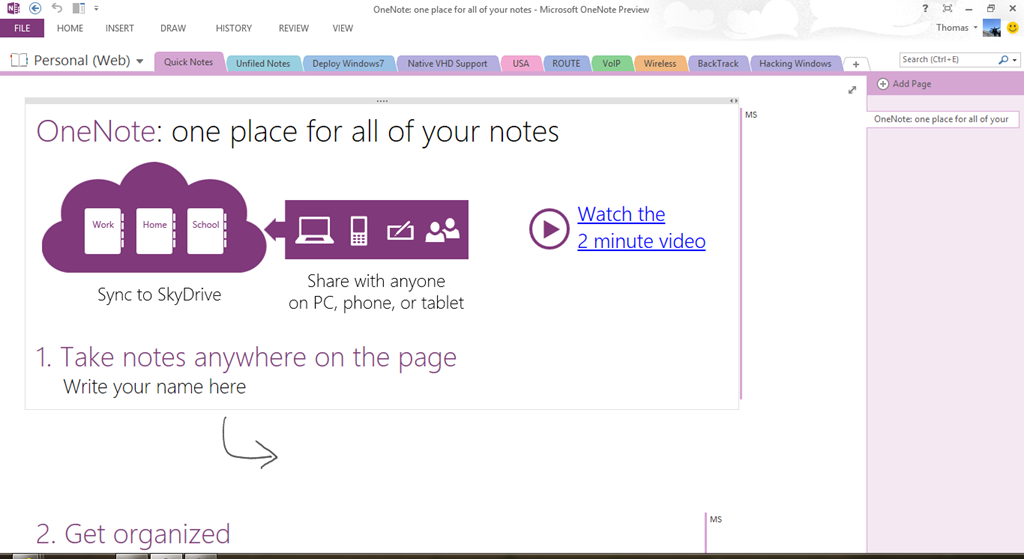 OneNote: one place for all of your notes - Microsoft OneNote Preview
FILE HOME INSERT DRAW HISTORY REVIEW VIEW
Thomas
Personal (Web)
Quick Notes Unfiled Notes Deploy Windows7 Native VHD Support USA ROUTE VoIP Wireless BackTrack Hacking Windows
Search (Ctrl+E)
Add Page
OneNote: one place for all of your
MS
OneNote: one place for all of your notes
Work Home School
Watch the
2 minute video
Sync to SkyDrive
Share with anyone
on PC, phone, or tablet
1. Take notes anywhere on the page
Write your name here
MS
2. Get organized